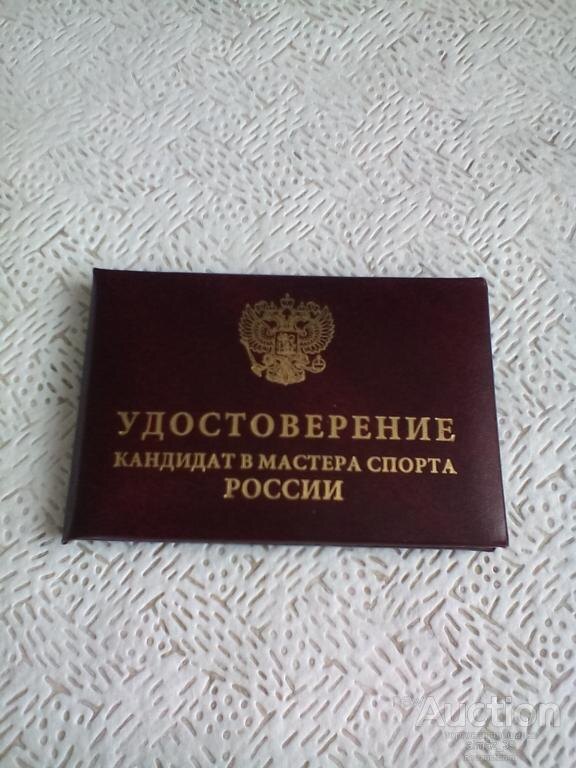 УДОСТОВЕРЕНИЕ
КАНДИДАТ В МАСТЕРА СПОРТА
РОССИИ
Auction